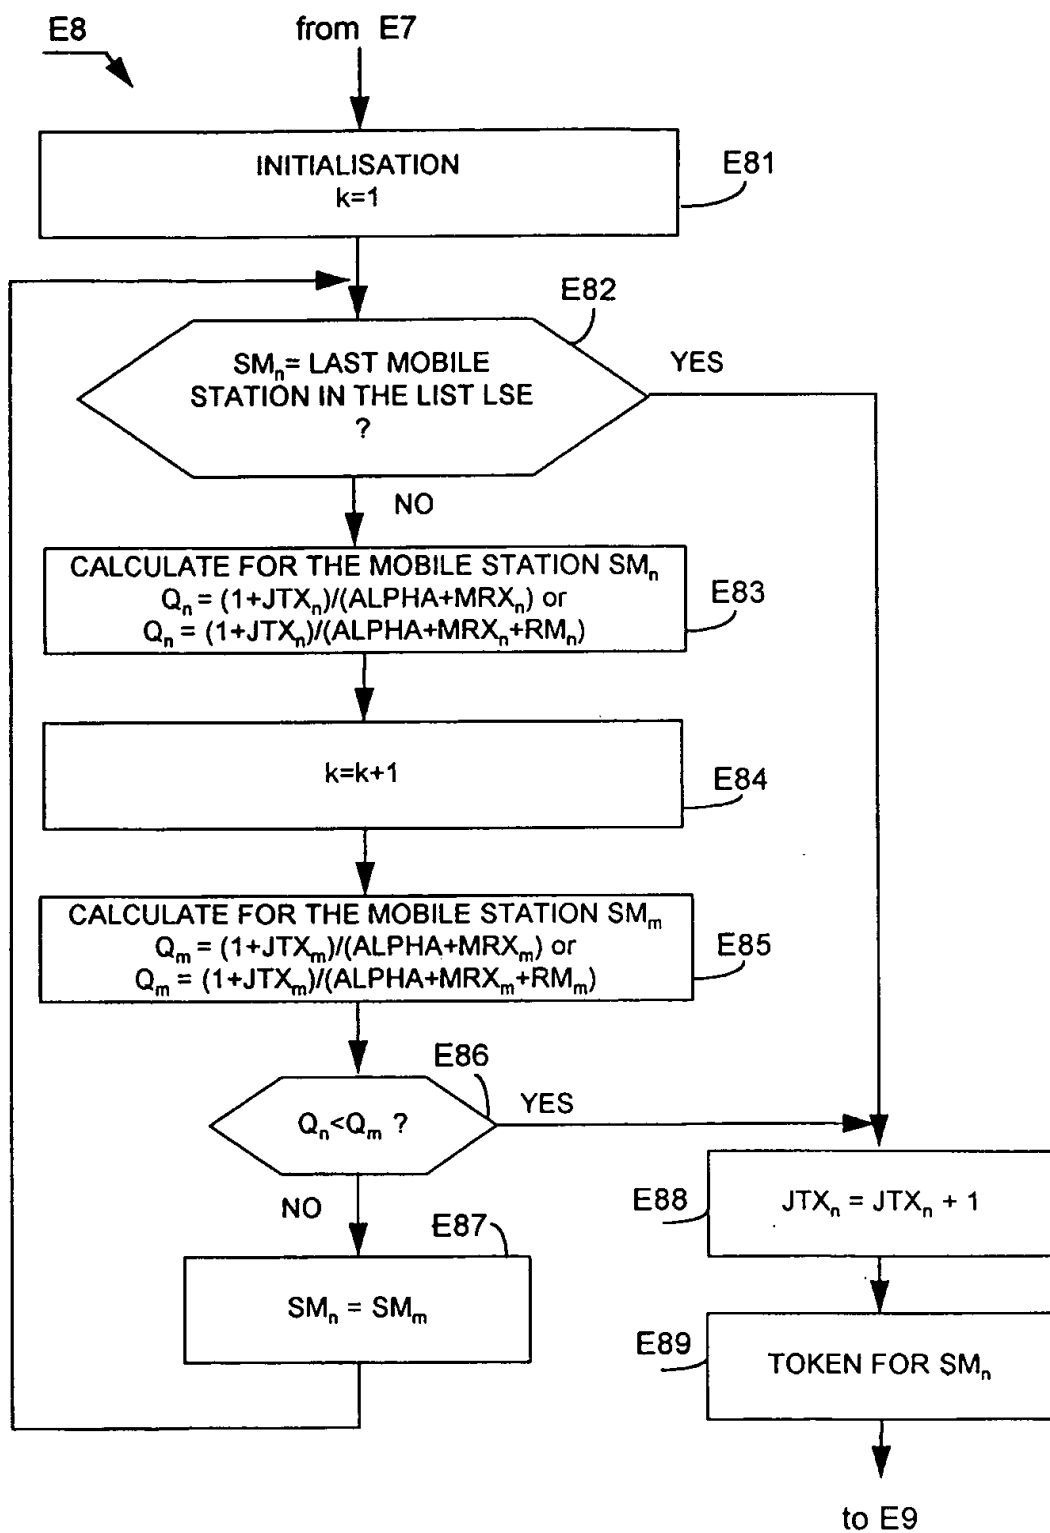 E8
from E7
INITIALISATION
k=1
E81
E82
SMₙ= LAST MOBILE
STATION IN THE LIST LSE
?
YES
NO
CALCULATE FOR THE MOBILE STATION SMₙ
Qₙ = (1+JTXₙ)/(ALPHA+MRXₙ) or
Qₙ = (1+JTXₙ)/(ALPHA+MRXₙ+RMₙ)
E83
k=k+1
E84
CALCULATE FOR THE MOBILE STATION SMₘ
Qₘ = (1+JTXₘ)/(ALPHA+MRXₘ) or
Qₘ = (1+JTXₘ)/(ALPHA+MRXₘ+RMₘ)
E85
E86
Qₙ<Qₘ ?
YES
NO
E87
SMₙ = SMₘ
E88
JTXₙ = JTXₙ + 1
E89
TOKEN FOR SMₙ
to E9